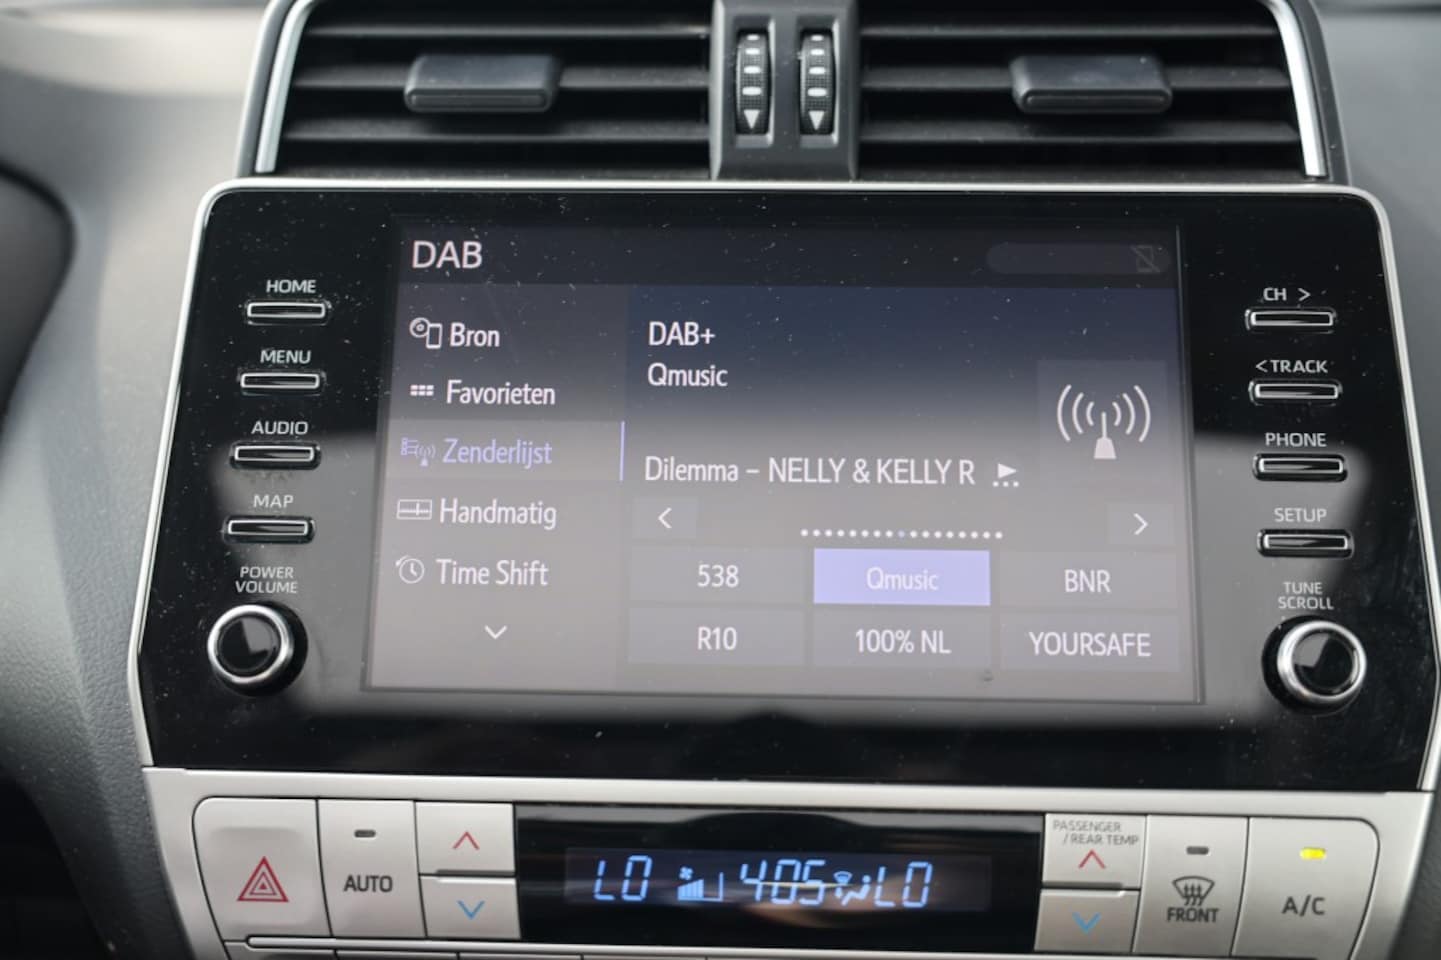 DAB
HOME
MENU
AUDIO
MAP
POWER
VOLUME
Bron
Favorieten
Zenderlijst
Handmatig
Time Shift
DAB+
Qmusic
Dilemma – NELLY & KELLY R ...
538
Qmusic
BNR
R10
100% NL
YOURSAFE
CH >
< TRACK
PHONE
SETUP
TUNE
SCROLL
AUTO
LO 405 LO
PASSENGER
/REAR TEMP
FRONT
A/C